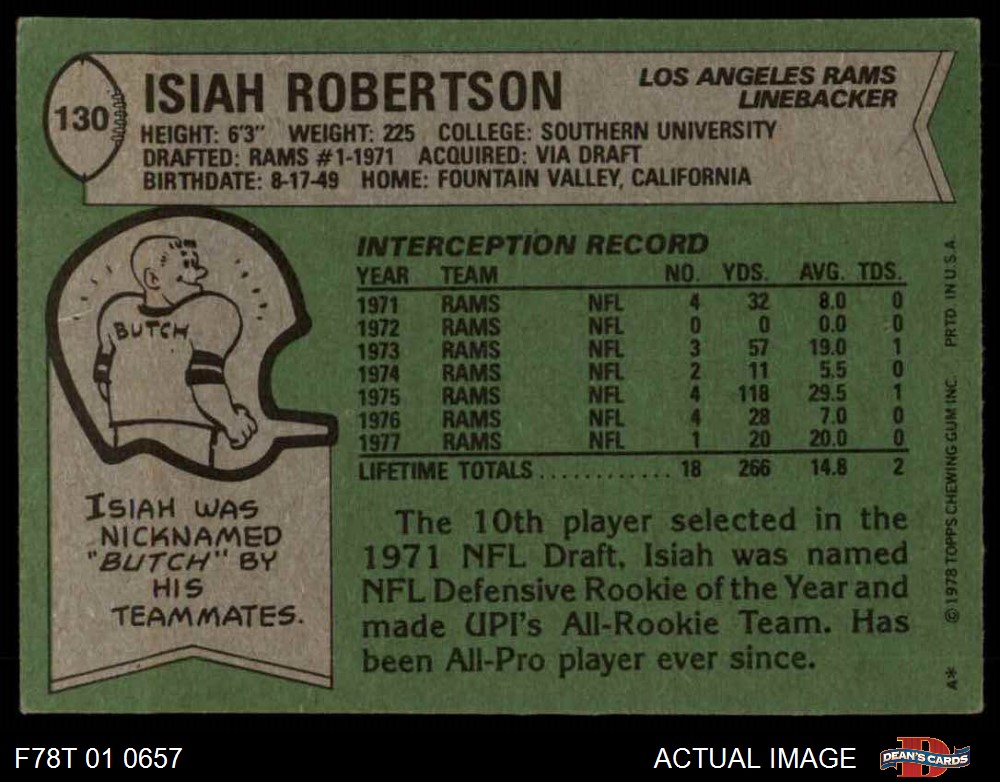 130
ISIAH ROBERTSON
LOS ANGELES RAMS
LINEBACKER
HEIGHT: 6'3" WEIGHT: 225 COLLEGE: SOUTHERN UNIVERSITY
DRAFTED: RAMS #1-1971 ACQUIRED: VIA DRAFT
BIRTHDATE: 8-17-49 HOME: FOUNTAIN VALLEY, CALIFORNIA
BUTCH
ISIAH WAS
NICKNAMED
"BUTCH" BY
HIS
TEAMMATES.
INTERCEPTION RECORD
YEAR TEAM NO. YDS. AVG. TDS.
1971 RAMS NFL 4 32 8.0 0
1972 RAMS NFL 0 0 0.0 0
1973 RAMS NFL 3 57 19.0 1
1974 RAMS NFL 2 11 5.5 0
1975 RAMS NFL 4 118 29.5 1
1976 RAMS NFL 4 28 7.0 0
1977 RAMS NFL 1 20 20.0 0
LIFETIME TOTALS ............ 18 266 14.8 2
The 10th player selected in the
1971 NFL Draft, Isiah was named
NFL Defensive Rookie of the Year and
made UPI's All-Rookie Team. Has
been All-Pro player ever since.
A* © 1978 TOPPS CHEWING GUM INC. PRTD. IN U.S.A.
F78T 01 0657
ACTUAL IMAGE
DEAN'S CARDS